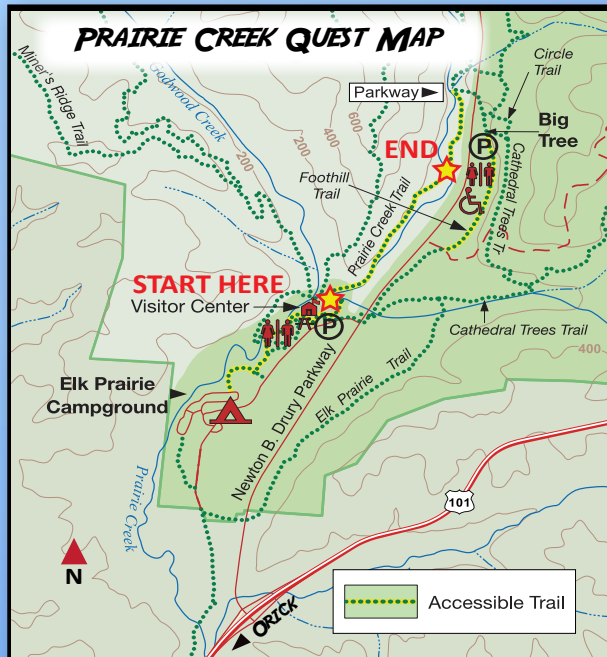 PRAIRIE CREEK QUEST MAP
Miner's Ridge Trail
Godwood Creek
Parkway
Circle
Trail
Big
Tree
P
END
Foothill
Trail
Prairie Creek Trail
Cathedral Trees Tr
200
200
400
600
START HERE
Visitor Center
P
Cathedral Trees Trail
400
Elk Prairie
Campground
Newton B. Drury Parkway
Elk Prairie Trail
Prairie Creek
101
N
ORICK
Accessible Trail